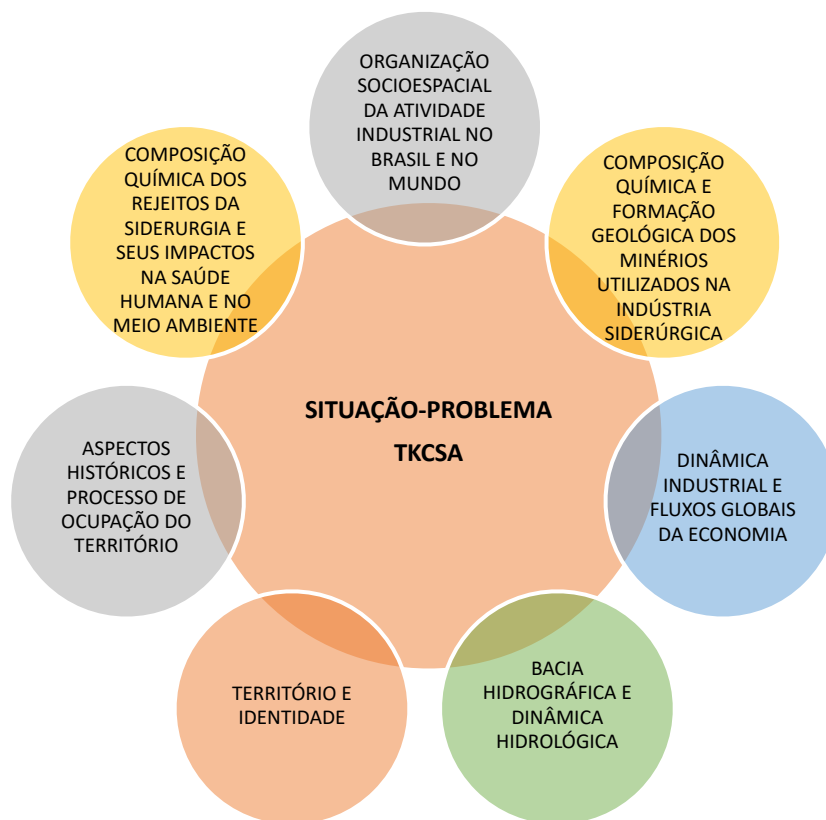 ORGANIZAÇÃO
SOCIOESPACIAL
DA ATIVIDADE
INDUSTRIAL NO
BRASIL E NO
MUNDO
COMPOSIÇÃO
QUÍMICA E
FORMAÇÃO
GEOLÓGICA DOS
MINÉRIOS
UTILIZADOS NA
INDÚSTRIA
SIDERÚRGICA
DINÂMICA
INDUSTRIAL E
FLUXOS GLOBAIS
DA ECONOMIA
BACIA
HIDROGRÁFICA E
DINÂMICA
HIDROLÓGICA
TERRITÓRIO E
IDENTIDADE
ASPECTOS
HISTÓRICOS E
PROCESSO DE
OCUPAÇÃO DO
TERRITÓRIO
COMPOSIÇÃO
QUÍMICA DOS
REJEITOS DA
SIDERURGIA E
SEUS IMPACTOS
NA SAÚDE
HUMANA E NO
MEIO AMBIENTE
SITUAÇÃO-PROBLEMA
TKCSA